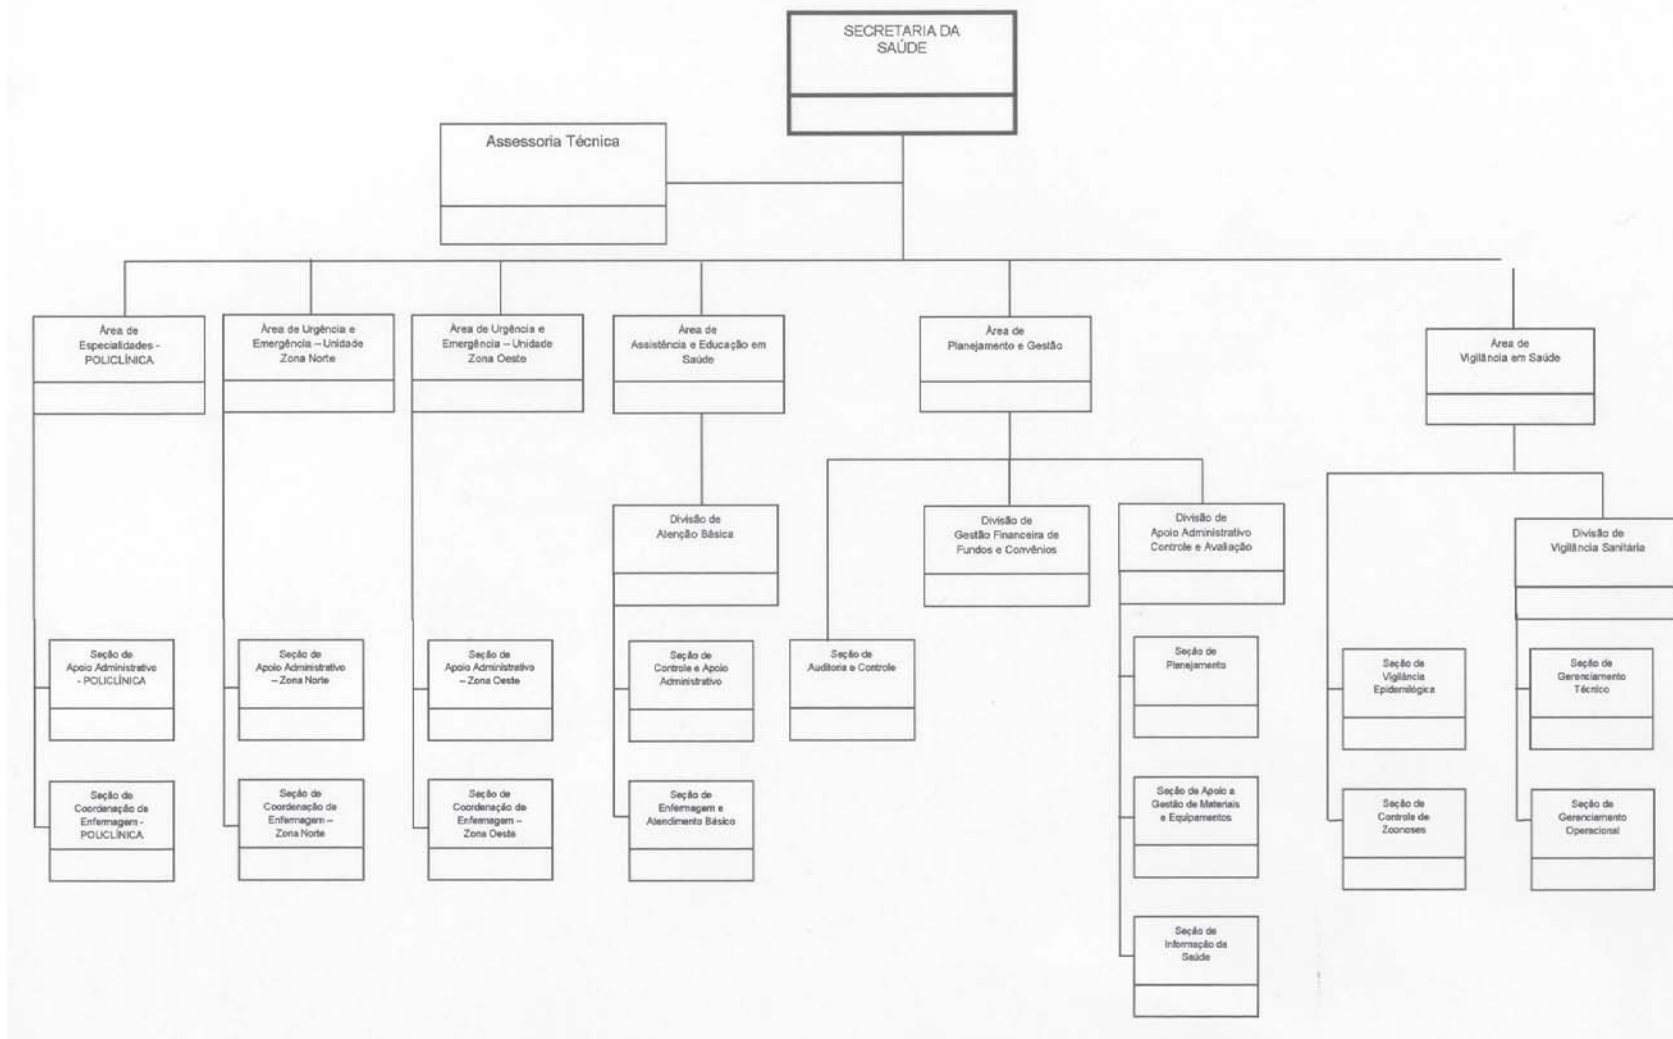 SECRETARIA DA
SAÚDE
Assessoria Técnica
Área de
Especialidades -
POLICLÍNICA
Área de Urgência e
Emergência – Unidade
Zona Norte
Área de Urgência e
Emergência – Unidade
Zona Oeste
Área de
Assistência e Educação em
Saúde
Área de
Planejamento e Gestão
Área de
Vigilância em Saúde
Divisão de
Atenção Básica
Divisão de
Gestão Financeira de
Fundos e Convênios
Divisão de
Apoio Administrativo
Controle e Avaliação
Divisão de
Vigilância Sanitária
Seção de
Apoio Administrativo
- POLICLÍNICA
Seção de
Apoio Administrativo
– Zona Norte
Seção de
Apoio Administrativo
– Zona Oeste
Seção de
Controle e Apoio
Administrativo
Seção de
Auditoria e Controle
Seção de
Planejamento
Seção de
Vigilância
Epidemilógica
Seção de
Gerenciamento
Técnico
Seção de
Coordenação de
Enfermagem -
POLICLÍNICA
Seção de
Coordenação de
Enfermagem –
Zona Norte
Seção de
Coordenação de
Enfermagem –
Zona Oeste
Seção de
Enfermagem e
Atendimento Básico
Seção de Apoio a
Gestão de Materiais
e Equipamentos
Seção de
Controle de
Zoonoses
Seção de
Gerenciamento
Operacional
Seção de
Informação da
Saúde